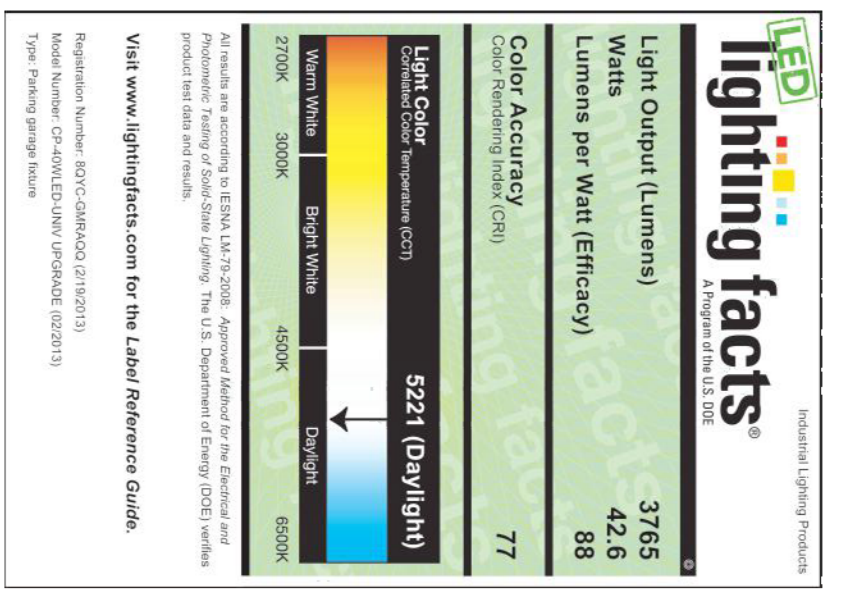 Industrial Lighting Products
LED
lighting facts®
A Program of the U.S. DOE
Light Output (Lumens) 3765
Watts 42.6
Lumens per Watt (Efficacy) 88
Color Accuracy 77
Color Rendering Index (CRI)
Light Color 5221 (Daylight)
Correlated Color Temperature (CCT)
Warm White Bright White Daylight
2700K 3000K 4500K 6500K
All results are according to IESNA LM-79-2008: Approved Method for the Electrical and
Photometric Testing of Solid-State Lighting. The U.S. Department of Energy (DOE) verifies
product test data and results.
Visit www.lightingfacts.com for the Label Reference Guide.
Registration Number: 8QYC-GMRAQQ (2/19/2013)
Model Number: CP-40WLED-UNIV UPGRADE (02/2013)
Type: Parking garage fixture